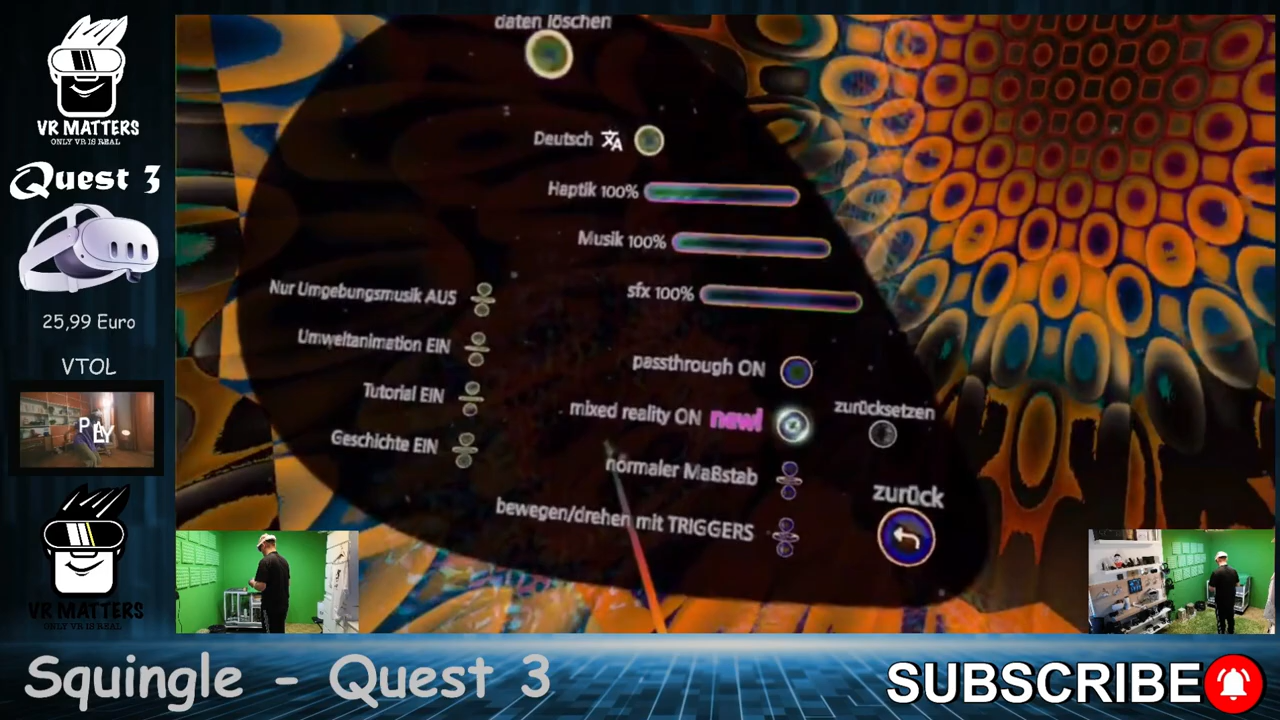 VR MATTERS
ONLY VR IS REAL
Quest 3
25,99 Euro
VTOL
PLAY
VR MATTERS
ONLY VR IS REAL
daten löschen
Deutsch
Haptik 100%
Musik 100%
sfx 100%
Nur Umgebungsmusik AUS
Umweltanimation EIN
Tutorial EIN
Geschichte EIN
passthrough ON
mixed reality ON new!
normaler Maßstab
bewegen/drehen mit TRIGGERS
zurücksetzen
zurück
Squingle - Quest 3
SUBSCRIBE